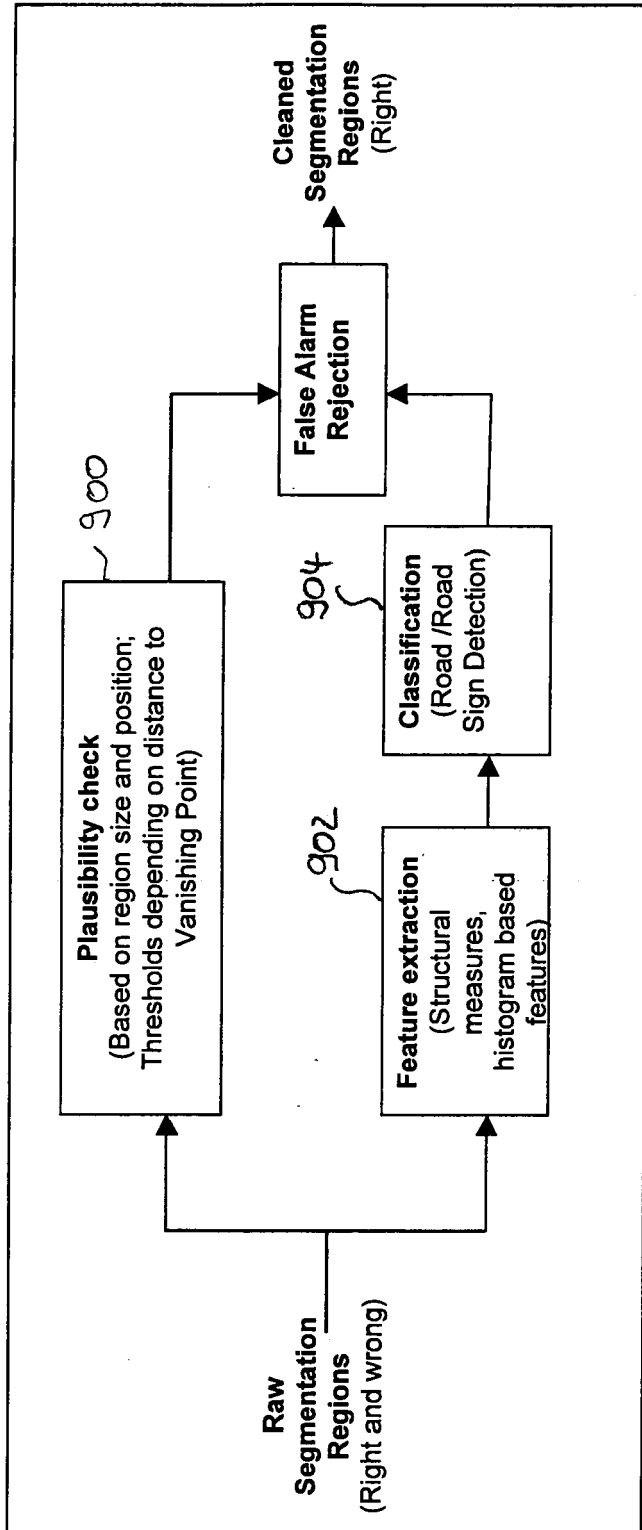 Raw
Segmentation
Regions
(Right and wrong)
900
Plausibility check
(Based on region size and position;
Thresholds depending on distance to
Vanishing Point)
902
Feature extraction
(Structural
measures,
histogram based
features)
904
Classification
(Road /Road
Sign Detection)
False Alarm
Rejection
Cleaned
Segmentation
Regions
(Right)